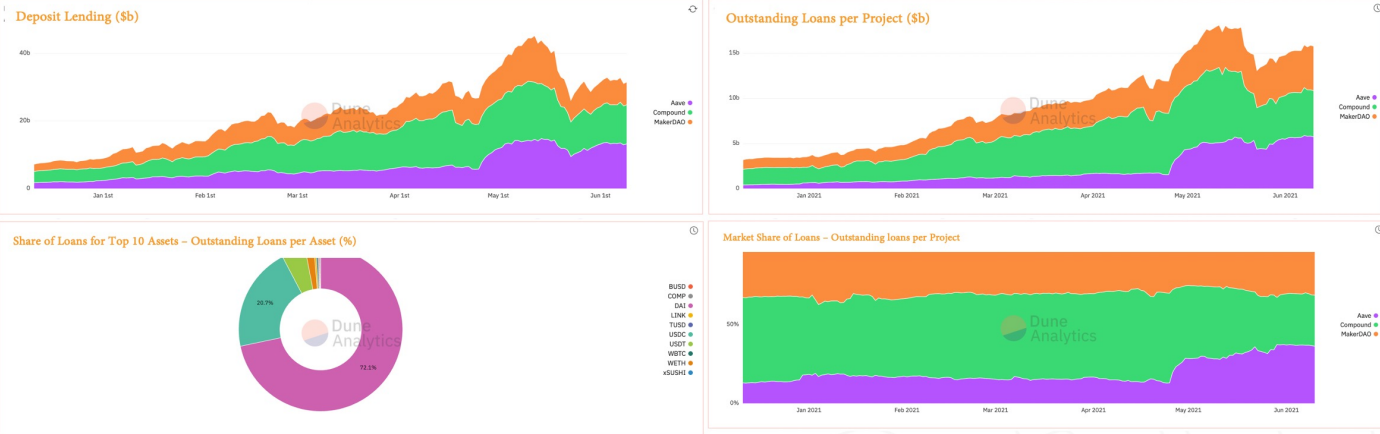 Deposit Lending ($b)
40b
20b
0
Jan 1st
Feb 1st
Mar 1st
Apr 1st
May 1st
Jun 1st
Aave
Compound
MakerDAO
Dune
Analytics
Outstanding Loans per Project ($b)
15b
10b
5b
0
Jan 2021
Feb 2021
Mar 2021
Apr 2021
May 2021
Jun 2021
Aave
Compound
MakerDAO
Dune
Analytics
Share of Loans for Top 10 Assets – Outstanding Loans per Asset (%)
20.7%
72.1%
Dune
Analytics
BUSD
COMP
DAI
LINK
TUSD
USDC
USDT
WBTC
WETH
xSUSHI
Market Share of Loans – Outstanding loans per Project
50%
0%
Jan 2021
Feb 2021
Mar 2021
Apr 2021
May 2021
Jun 2021
Aave
Compound
MakerDAO
Dune
Analytics